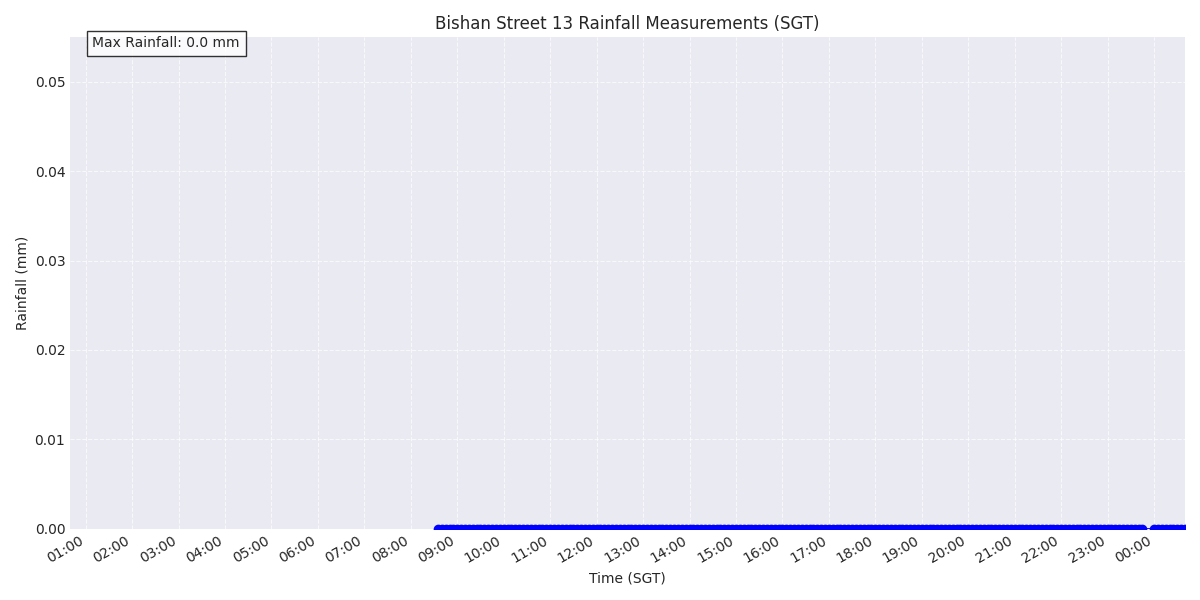 Bishan Street 13 Rainfall Measurements (SGT)
Max Rainfall: 0.0 mm
0.05
0.04
0.03
0.02
0.01
0.00
Rainfall (mm)
01:00 02:00 03:00 04:00 05:00 06:00 07:00 08:00 09:00 10:00 11:00 12:00 13:00 14:00 15:00 16:00 17:00 18:00 19:00 20:00 21:00 22:00 23:00 00:00
Time (SGT)